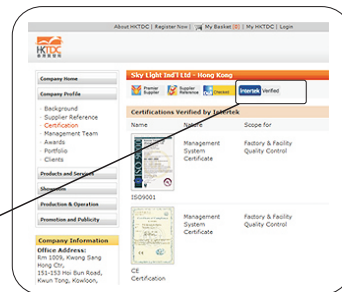 About HKTDC | Register Now | My Basket (0) | My HKTDC | Login
HKTDC
Sky Light Ind'l Ltd - Hong Kong
Company Home
Premier Supplier
Supplier Reference
Intertek Verified
Company Profile
Background
Supplier Reference
Certification
Management Team
Awards
Portfolio
Clients
Certifications Verified by Intertek
Name Nature Scope for
Management System Certificate
Factory & Facility Quality Control
ISO9001
Products and Services
Showroom
Production & Operation
Promotion and Publicity
Management System Certificate
Factory & Facility Quality Control
CE
Certification
Company Information
Office Address:
Rm 1009, Kwong Sang
Hong Ctr,
151-153 Hoi Bun Road,
Kwun Tong, Kowloon,